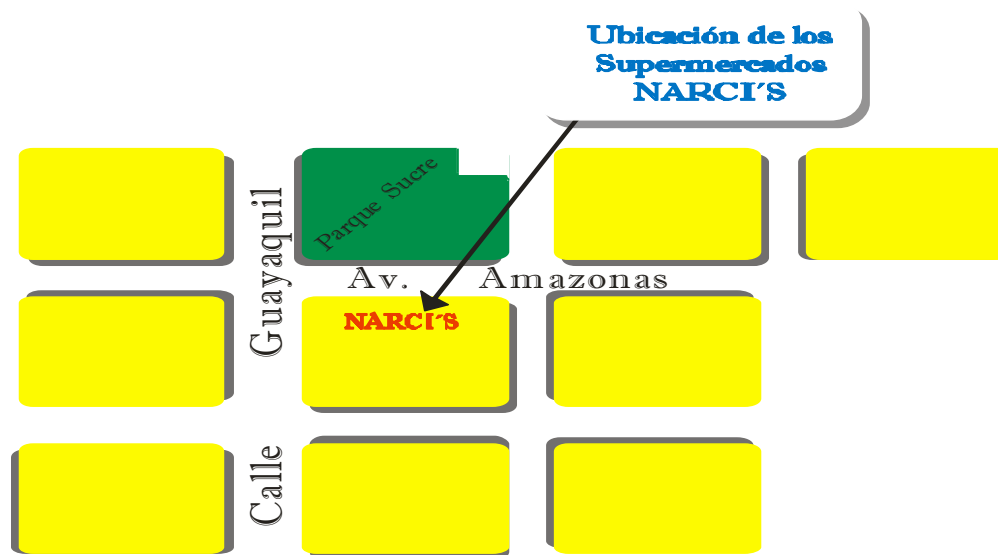 Ubicación de los
Supermercados
NARCI´S
Parque Sucre
Av. Amazonas
NARCI´S
Calle Guayaquil